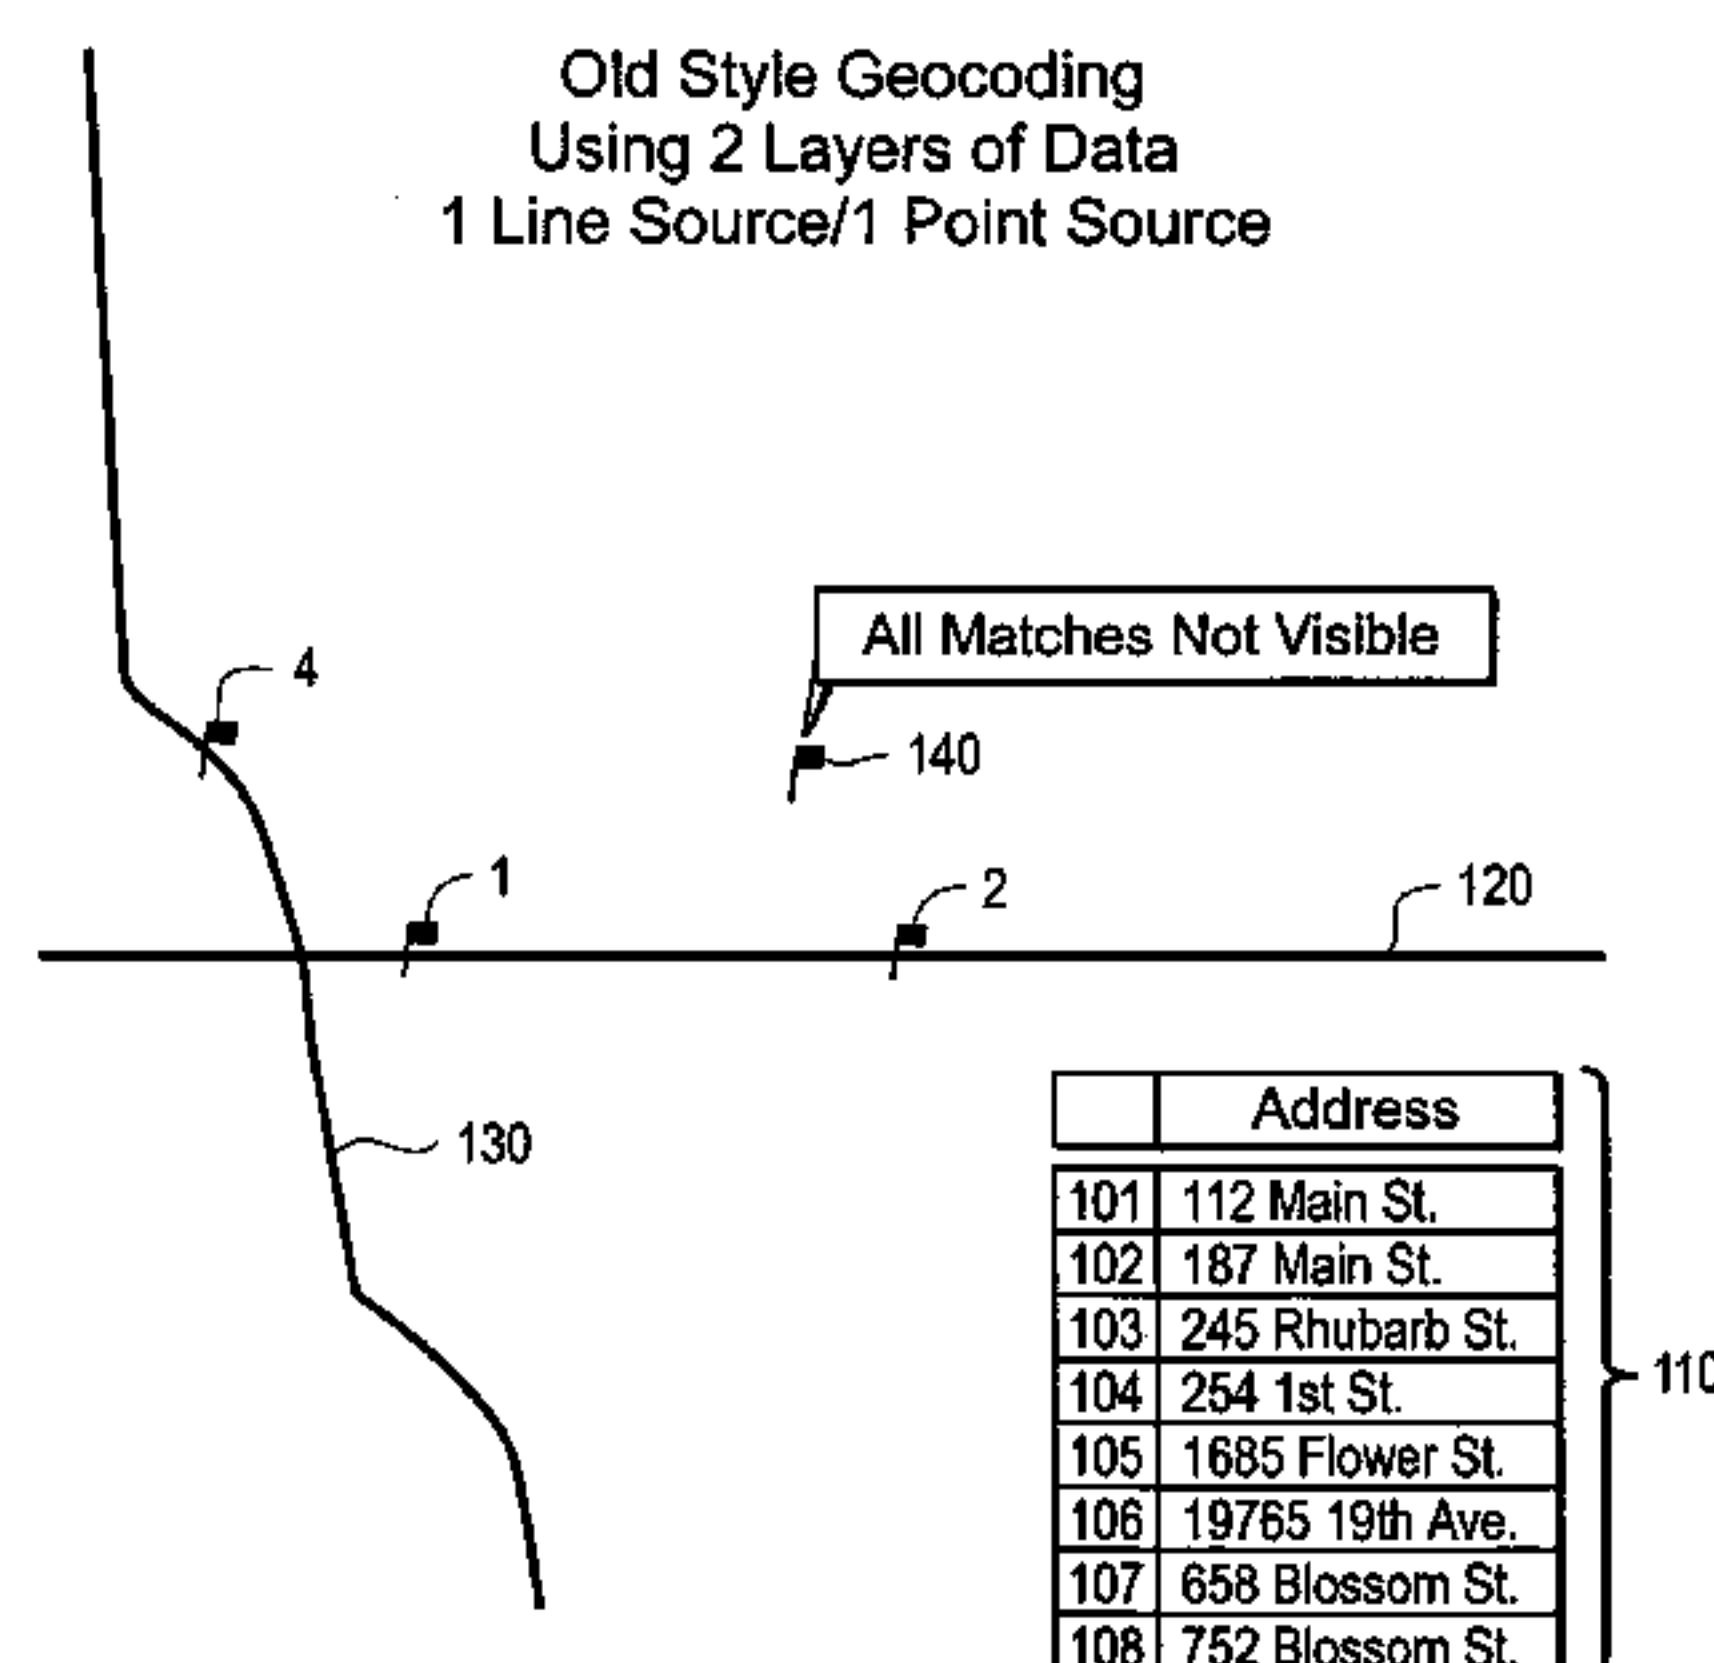 Old Style Geocoding
Using 2 Layers of Data
1 Line Source/1 Point Source
All Matches Not Visible
4
140
1
2
120
130
Address
101 112 Main St.
102 187 Main St.
103 245 Rhubarb St.
104 254 1st St.
110
105 1685 Flower St.
106 19765 19th Ave.
107 658 Blossom St.
108 752 Blossom St.